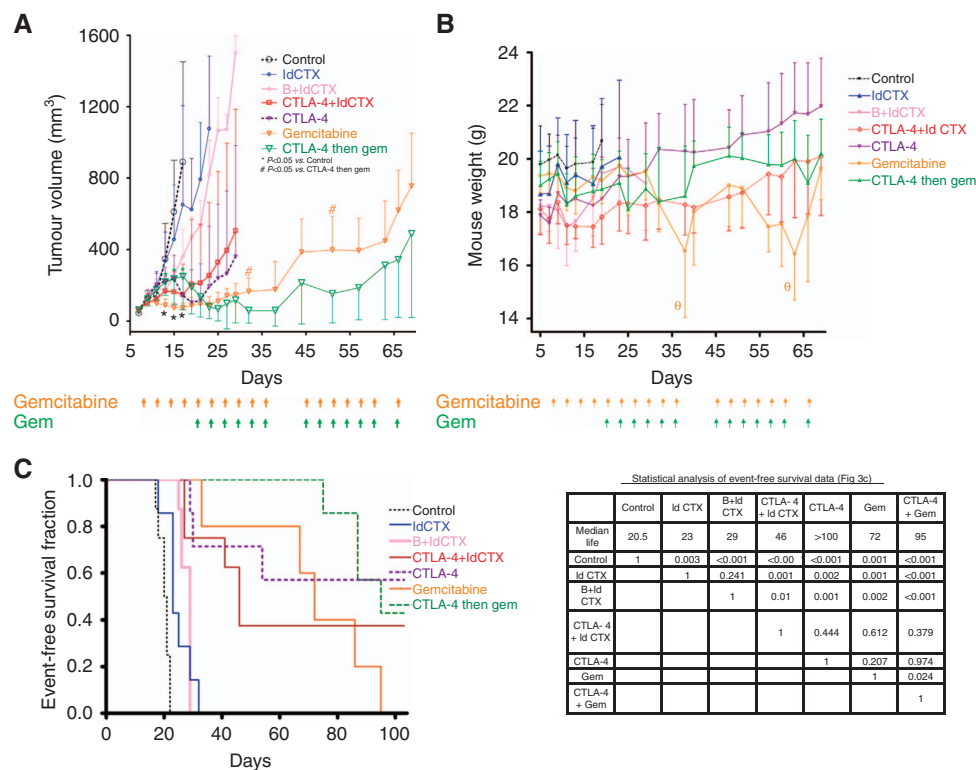 A
Tumour volume (mm3)
1600
1200
800
400
0
5 15 25 35 45 55 65
Days
Control
IdCTX
B+IdCTX
CTLA-4+IdCTX
CTLA-4
Gemcitabine
CTLA-4 then gem
* P<0.05 vs. Control
# P<0.05 vs. CTLA-4 then gem
#
#
* * *
Gemcitabine
Gem
B
Mouse weight (g)
24
22
20
18
16
14
5 15 25 35 45 55 65
Days
Control
IdCTX
B+IdCTX
CTLA-4+Id CTX
CTLA-4
Gemcitabine
CTLA-4 then gem
θ
θ
Gemcitabine
Gem
C
Event-free survival fraction
1.0
0.8
0.6
0.4
0.2
0.0
0 20 40 60 80 100
Days
Control
IdCTX
B+IdCTX
CTLA-4+IdCTX
CTLA-4
Gemcitabine
CTLA-4 then gem
Statistical analysis of event-free survival data (Fig 3c)
Control Id CTX B+Id CTX CTLA- 4 + Id CTX CTLA-4 Gem CTLA-4 + Gem
Median life 20.5 23 29 46 >100 72 95
Control 1 0.003 <0.001 <0.00 <0.001 0.001 <0.001
Id CTX 1 0.241 0.001 0.002 0.001 <0.001
B+Id CTX 1 0.01 0.001 0.002 <0.001
CTLA- 4 + Id CTX 1 0.444 0.612 0.379
CTLA-4 1 0.207 0.974
Gem 1 0.024
CTLA-4 + Gem 1